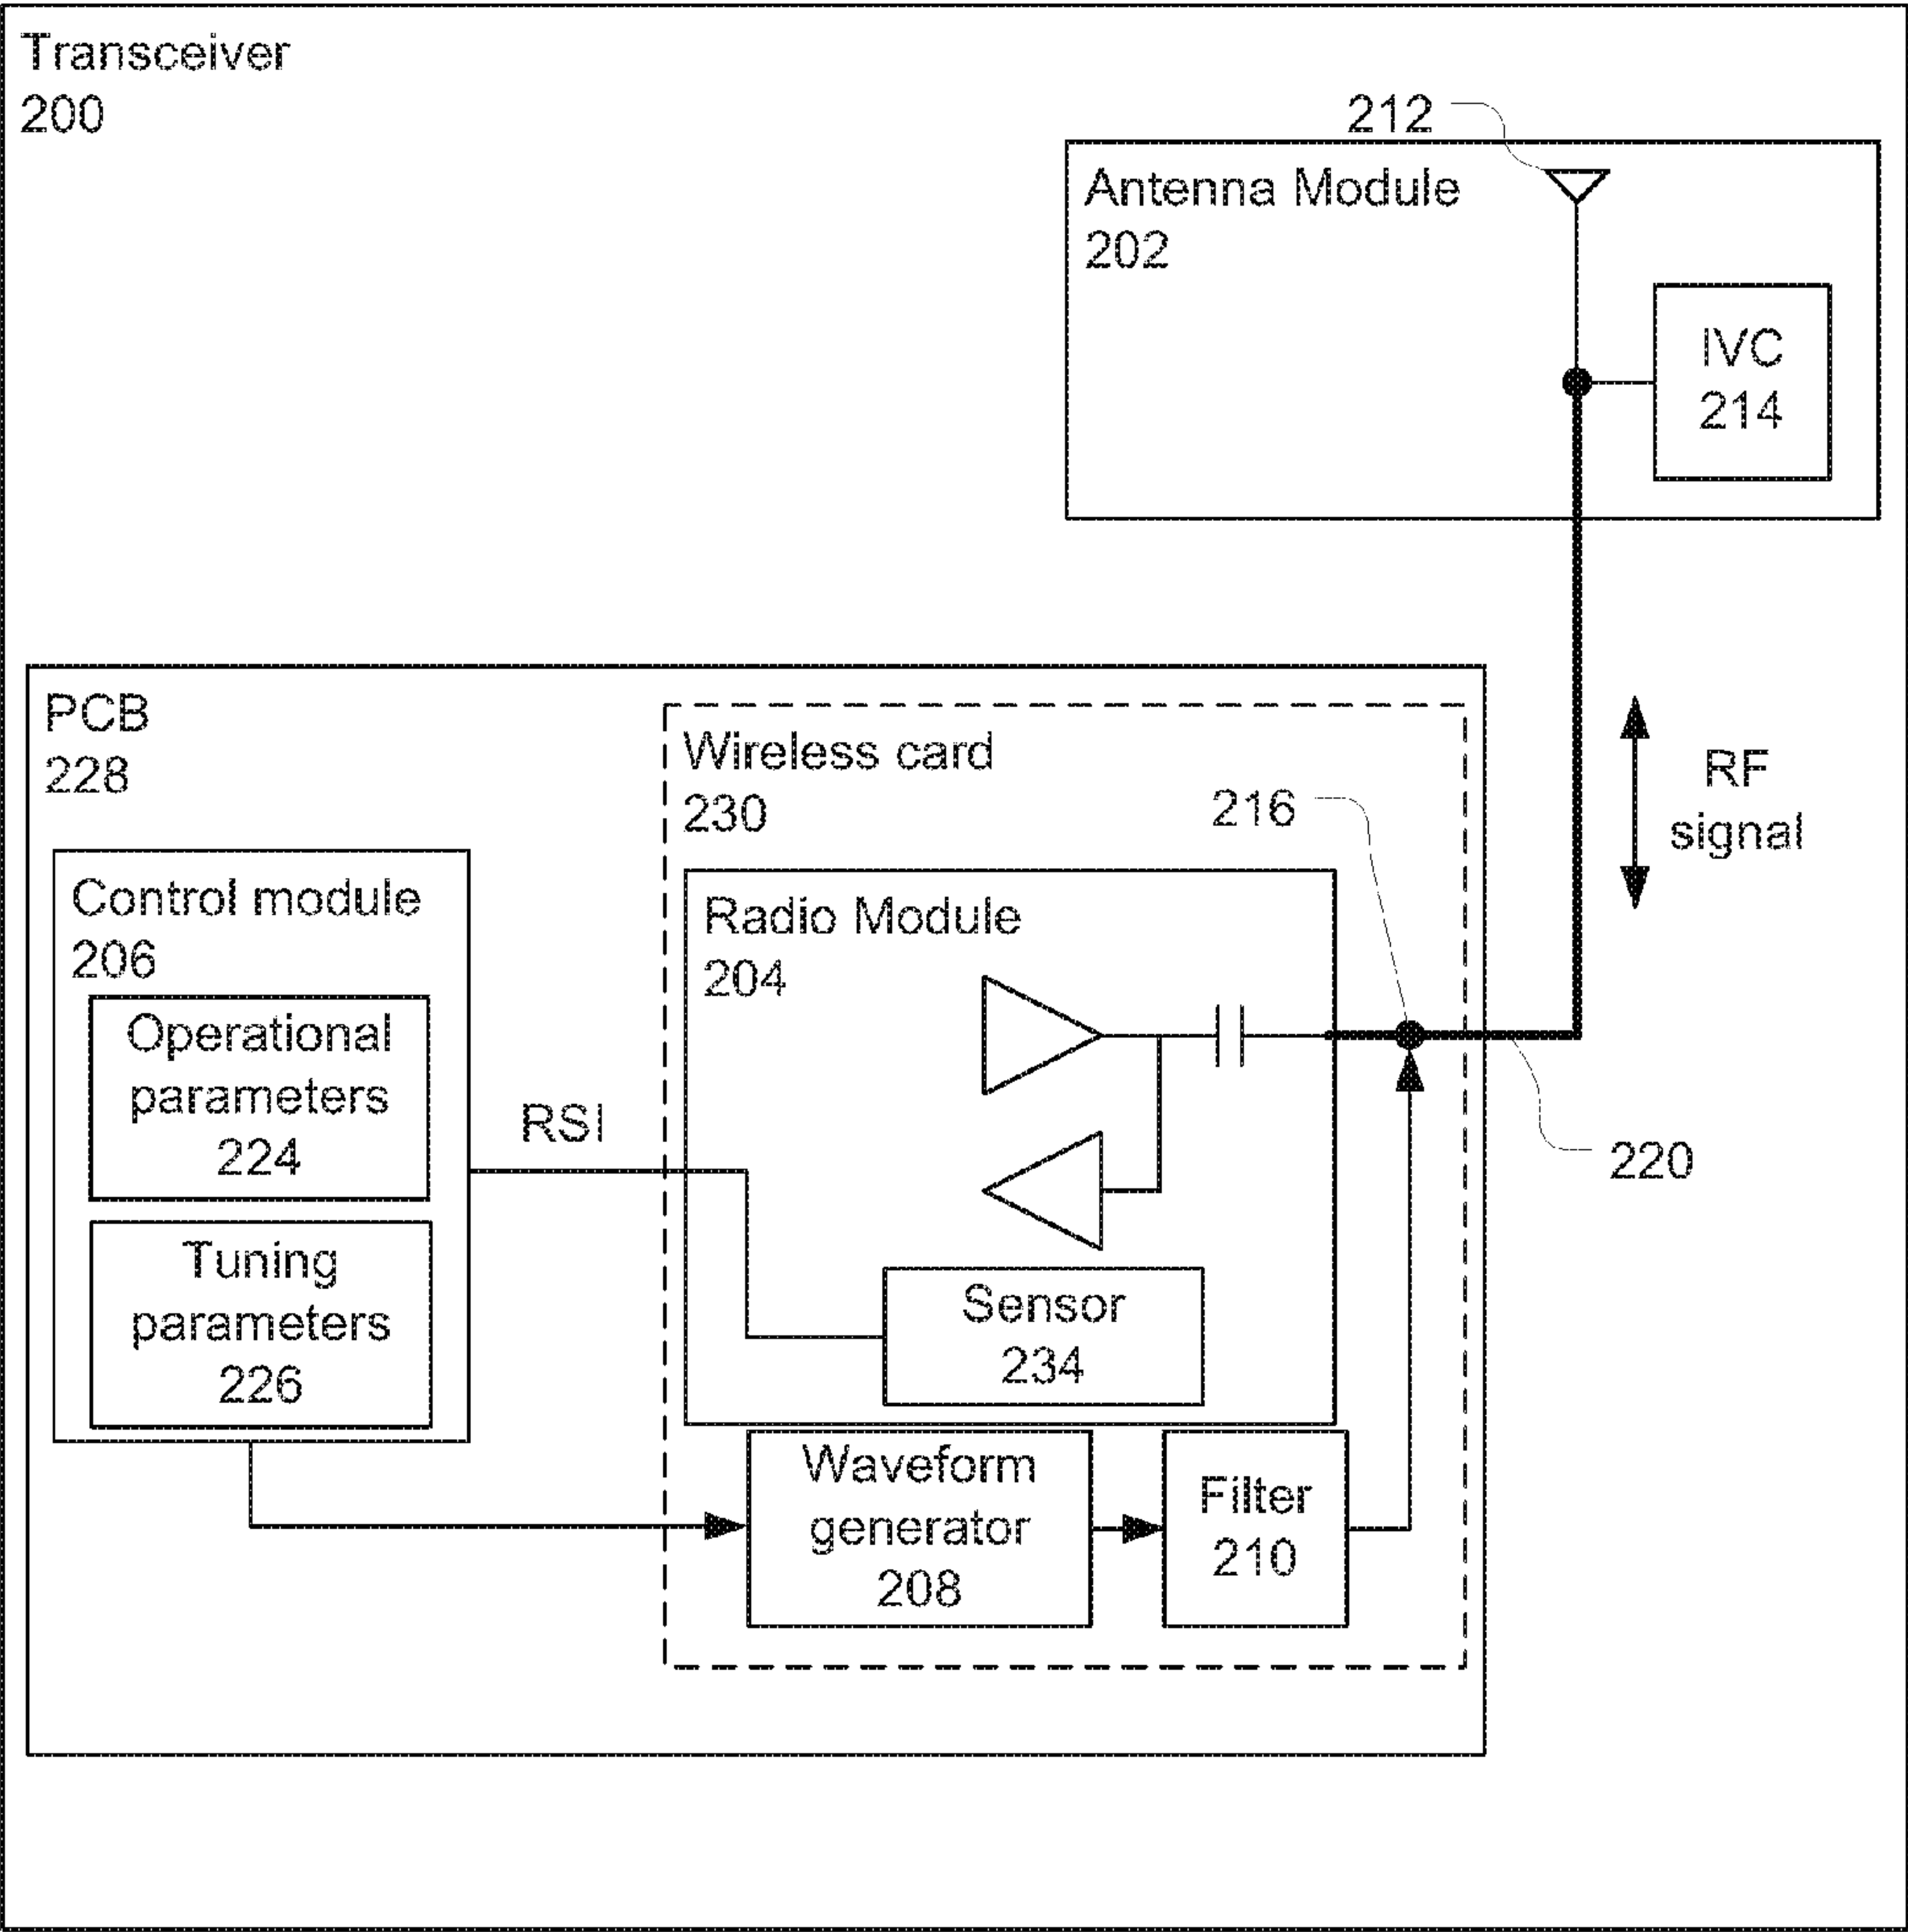 Transceiver
200
212
Antenna Module
202
IVC
214
PCB
228
Wireless card
230
216
RF
signal
Control module
206
Radio Module
204
Operational
parameters
224
RSI
220
Tuning
parameters
226
Sensor
234
Waveform
generator
208
Filter
210